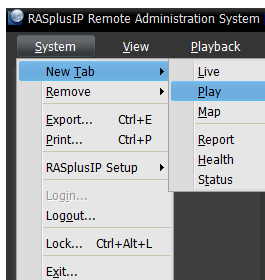 RASplusIP Remote Administration System
System View Playback
New Tab
Remove
Export... Ctrl+E
Print... Ctrl+P
RASplusIP Setup
Login...
Logout...
Lock... Ctrl+Alt+L
Exit...
Live
Play
Map
Report
Health
Status